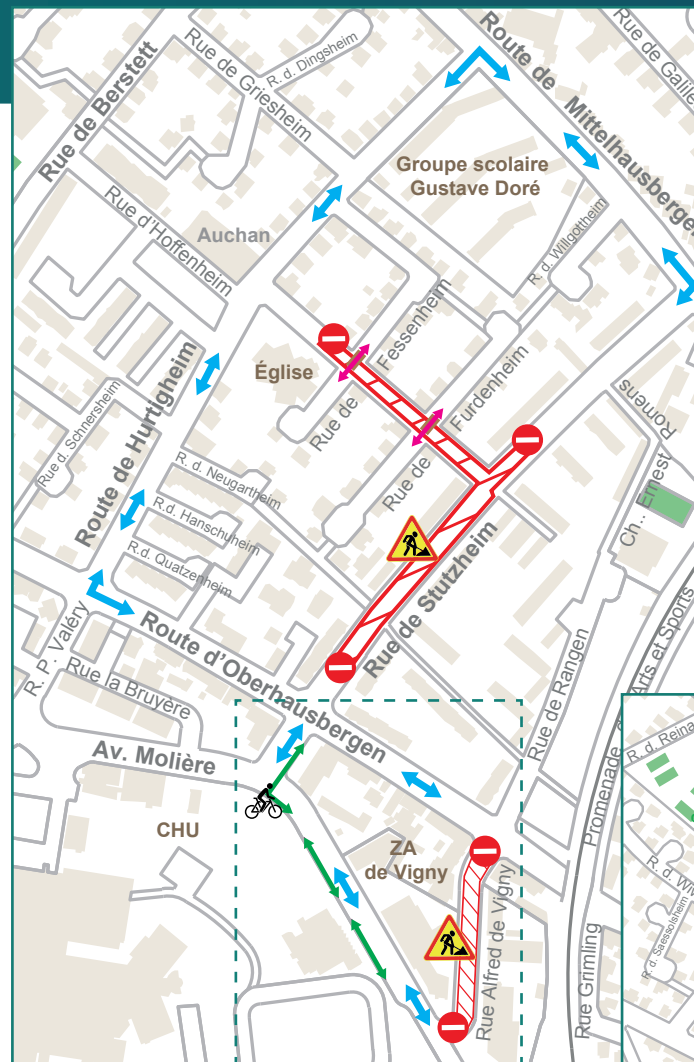 Rue de Berstett
Rue de Griesheim
R. d. Dingsheim
Route de Mittelhausbergen
Rue de Galile
Groupe scolaire
Gustave Doré
Auchan
Rue d'Hoffenheim
R. d. Willgottheim
Fessenheim
Rue de
Furdenheim
Rue de
Église
Route de Hurtigheim
Rue d. Schnersheim
R. d. Neugartheim
R.d. Hanschuheim
R.d. Quatzenheim
Romens
Ch.. Ernest
Rue de Stutzheim
R. P. Valéry
Route d'Oberhausbergen
Rue la Bruyère
Av. Molière
Rue de Rangen
Promenade
Arts et Sports
CHU
ZA
de Vigny
Rue Alfred de Vigny
Rue Grimling
R. d. Reina
R. d. Wiw
R. d. Saessolsheim